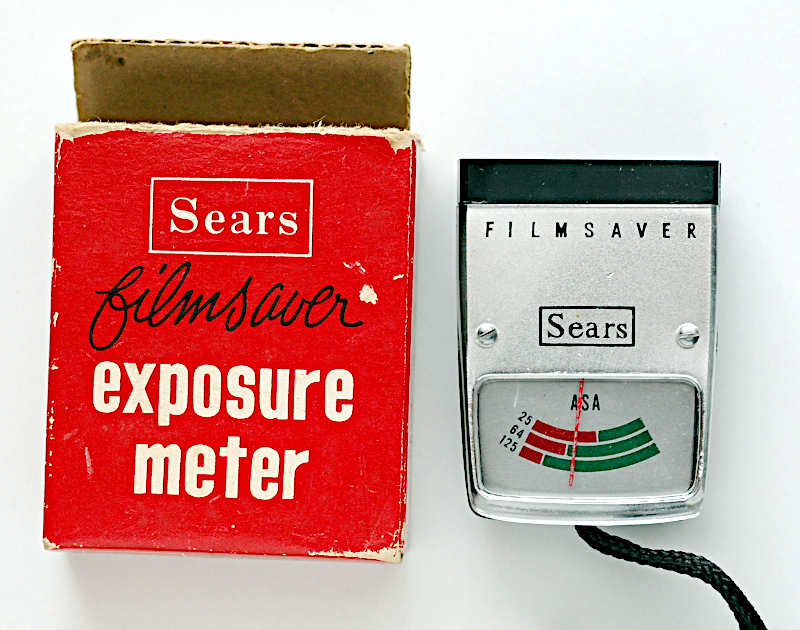 Sears
filmsaver
exposure
meter
FILMSAVER
Sears
ASA
25
64
125